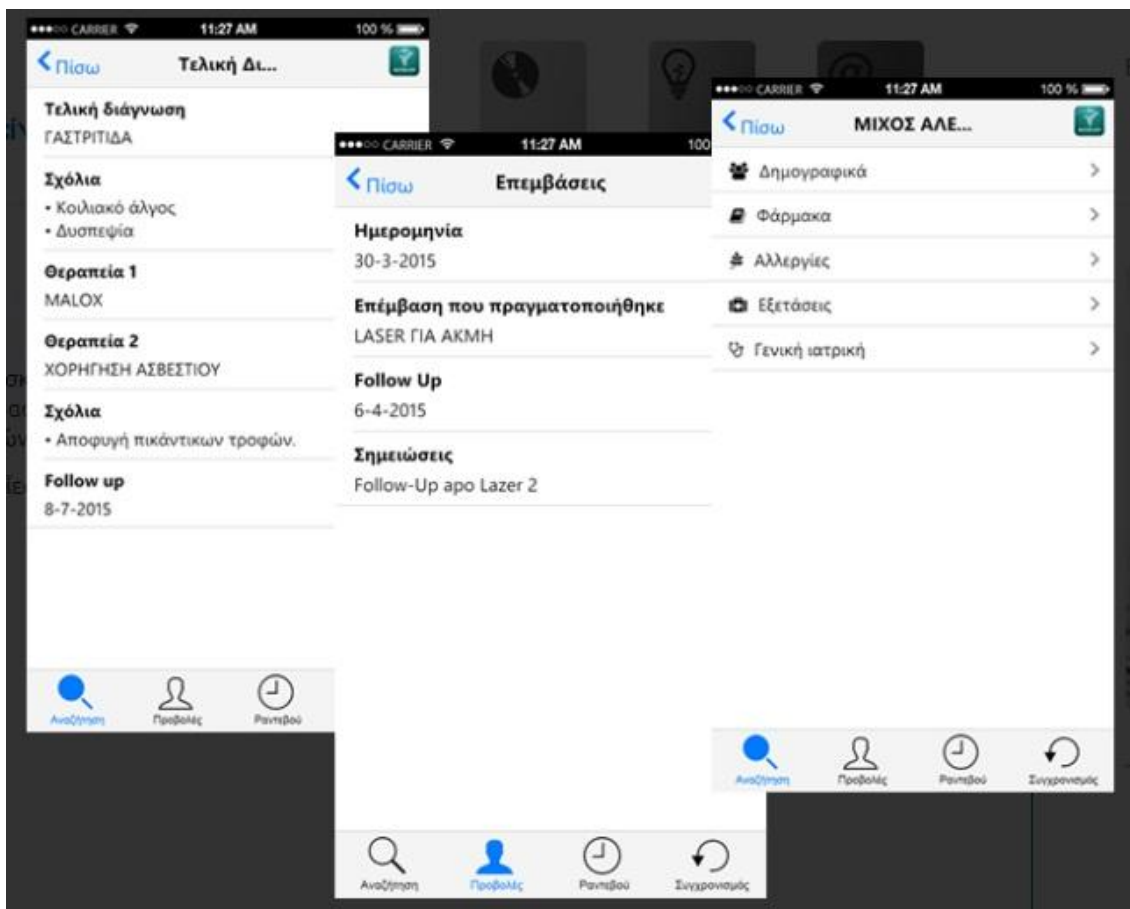 CARRIER 11:27 AM 100 %
Πίσω Τελική Δι...
Τελική διάγνωση
ΓΑΣΤΡΙΤΙΔΑ
Σχόλια
• Κοιλιακό άλγος
• Δυσπεψία
Θεραπεία 1
MALOX
Θεραπεία 2
ΧΟΡΗΓΗΣΗ ΑΣΒΕΣΤΙΟΥ
Σχόλια
• Αποφυγή πικάντικων τροφών.
Follow up
8-7-2015
Αναζήτηση Προβολές Ραντεβού
CARRIER 11:27 AM 100
Πίσω Επεμβάσεις
Ημερομηνία
30-3-2015
Επέμβαση που πραγματοποιήθηκε
LASER ΓΙΑ ΑΚΜΗ
Follow Up
6-4-2015
Σημειώσεις
Follow-Up apo Lazer 2
Αναζήτηση Προβολές Ραντεβού Συγχρονισμός
CARRIER 11:27 AM 100 %
Πίσω ΜΙΧΟΣ ΑΛΕ...
Δημογραφικά
Φάρμακα
Αλλεργίες
Εξετάσεις
Γενική ιατρική
Αναζήτηση Προβολές Ραντεβού Συγχρονισμός